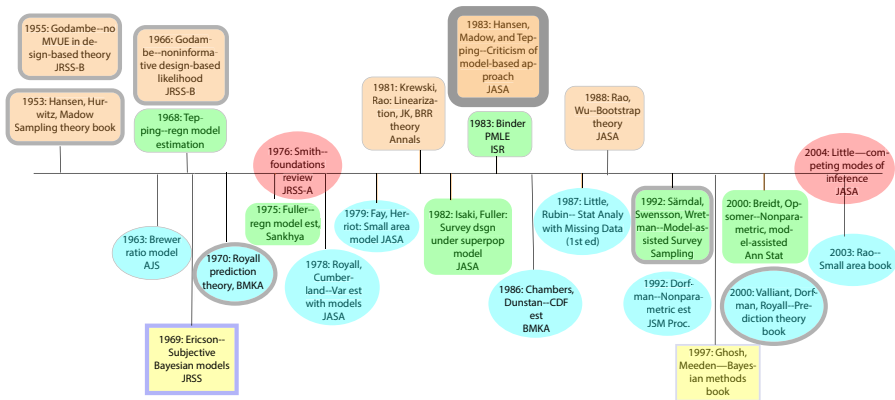 1955: Godambe--no
MVUE in de-
sign-based theory
JRSS-B
1966: Godam-
be--noninforma-
tive design-based
likelihood
JRSS-B
1983: Hansen,
Madow, and Tep-
ping--Criticism of
model-based ap-
proach
JASA
1953: Hansen, Hur-
witz, Madow
Sampling theory book
1968: Tep-
ping--regn model
estimation
1981: Krewski,
Rao: Lineariza-
tion, JK, BRR
theory
Annals
1983: Binder
PMLE
ISR
1988: Rao,
Wu--Bootstrap
theory
JASA
1976: Smith--
foundations
review
JRSS-A
2004: Little—com-
peting modes of
inference
JASA
1963: Brewer
ratio model
AJS
1970: Royall
prediction
theory, BMKA
1975: Fuller--
regn model est,
Sankhya
1978: Royall,
Cumber-
land--Var est
with models
JASA
1979: Fay, Her-
riot: Small area
model JASA
1982: Isaki, Fuller:
Survey dsgn
under superpop
model
JASA
1986: Chambers,
Dunstan--CDF
est
BMKA
1987: Little,
Rubin-- Stat Analy
with Missing Data
(1st ed)
1992: Särndal,
Swensson, Wret-
man--Model-as-
sisted Survey
Sampling
1992: Dorf-
man--Nonpara-
metric est
JSM Proc.
2000: Breidt, Op-
somer--Nonpara-
metric, mod-
el-assisted
Ann Stat
2000: Valliant, Dorf-
man, Royall--Pre-
diction theory
book
2003: Rao--
Small area book
1969: Ericson--
Subjective
Bayesian models
JRSS
1997: Ghosh,
Meeden—Bayes-
ian methods
book